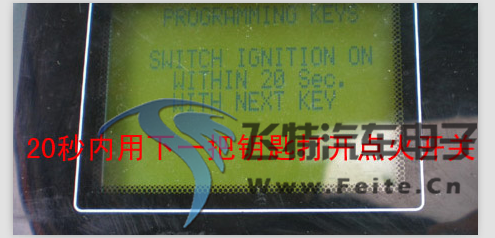 PROGRAMMING KEYS
SWITCH IGNITION ON
WITHIN 20 Sec.
WITH NEXT KEY
飞特汽车电子
20秒内用下一把钥匙打开点火开关
www.Feite.Cn